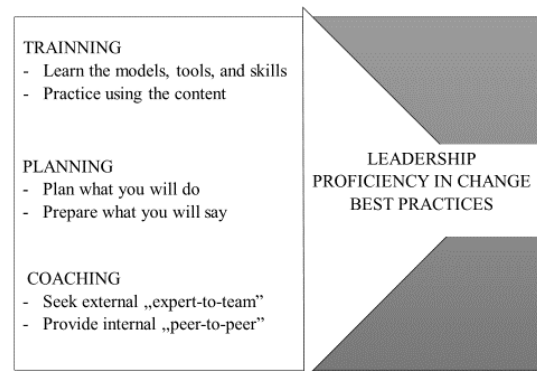 TRAINNING
- Learn the models, tools, and skills
- Practice using the content
PLANNING
- Plan what you will do
- Prepare what you will say
COACHING
- Seek external „expert-to-team”
- Provide internal „peer-to-peer”
LEADERSHIP
PROFICIENCY IN CHANGE
BEST PRACTICES